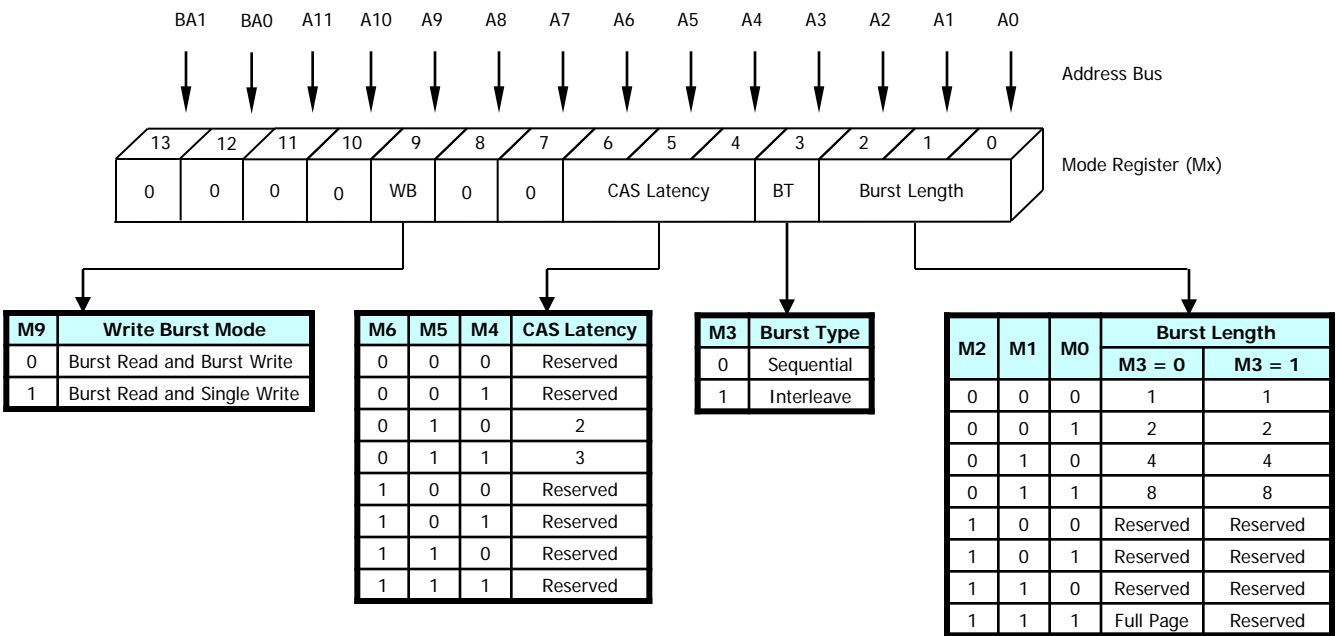 BA1 BA0 A11 A10 A9 A8 A7 A6 A5 A4 A3 A2 A1 A0
Address Bus
13 12 11 10 9 8 7 6 5 4 3 2 1 0
Mode Register (Mx)
0 0 0 0 WB 0 0 CAS Latency BT Burst Length
M9 Write Burst Mode
0 Burst Read and Burst Write
1 Burst Read and Single Write
M6 M5 M4 CAS Latency
0 0 0 Reserved
0 0 1 Reserved
0 1 0 2
0 1 1 3
1 0 0 Reserved
1 0 1 Reserved
1 1 0 Reserved
1 1 1 Reserved
M3 Burst Type
0 Sequential
1 Interleave
M2 M1 M0 Burst Length
M3 = 0 M3 = 1
0 0 0 1 1
0 0 1 2 2
0 1 0 4 4
0 1 1 8 8
1 0 0 Reserved Reserved
1 0 1 Reserved Reserved
1 1 0 Reserved Reserved
1 1 1 Full Page Reserved